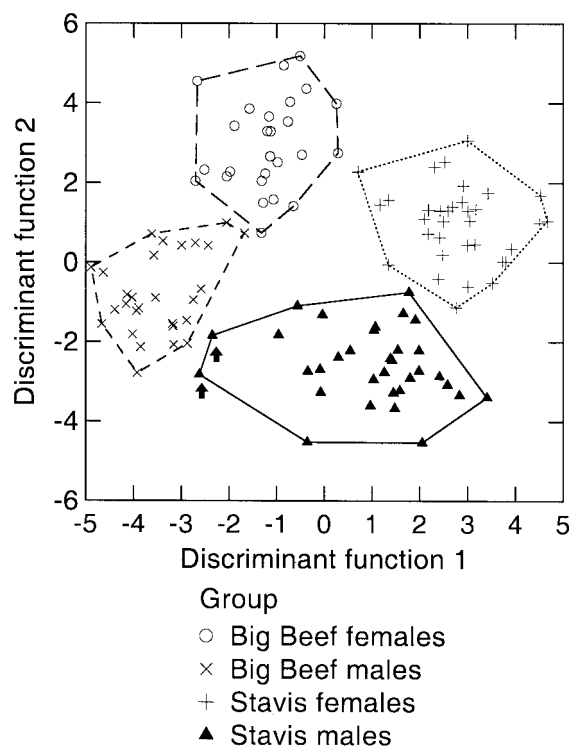 6
4
2
0
-2
-4
-6
Discriminant function 2
-5 -4 -3 -2 -1 0 1 2 3 4 5
Discriminant function 1
Group
Big Beef females
Big Beef males
Stavis females
Stavis males